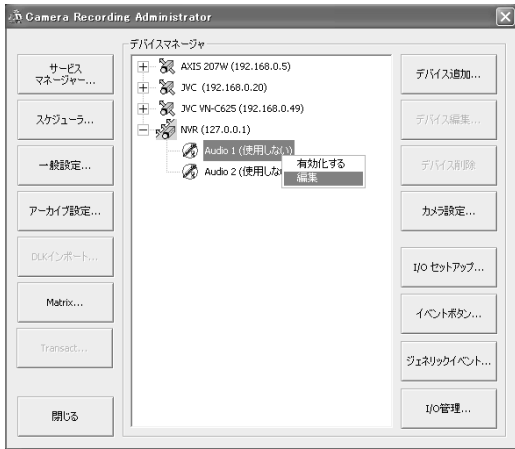 Camera Recording Administrator
サービス
マネージャー...
スケジューラ...
一般設定...
アーカイブ設定...
DLKインポート...
Matrix...
Transact...
閉じる
デバイスマネージャ
AXIS 207W (192.168.0.5)
JVC (192.168.0.20)
JVC VN-C625 (192.168.0.49)
NVR (127.0.0.1)
Audio 1 (使用しない)
Audio 2 (使用しな
有効化する
編集
デバイス追加...
デバイス編集...
デバイス削除
カメラ設定...
I/O セットアップ...
イベントボタン...
ジェネリックイベント...
I/O管理...